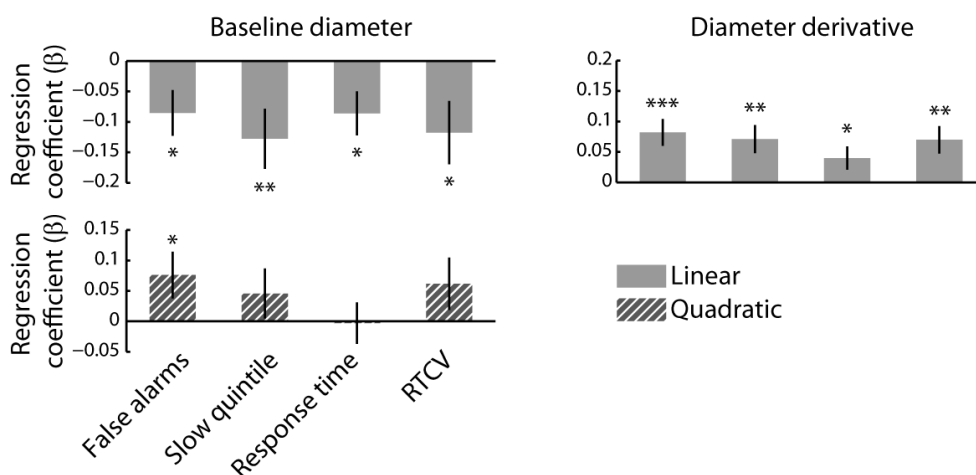 Baseline diameter
Regression
coefficient (β)
0
−0.05
−0.1
−0.15
−0.2
*
**
*
*
Diameter derivative
0.2
0.15
0.1
0.05
0
***
**
*
**
Regression
coefficient (β)
0.15
0.1
0.05
0
−0.05
*
False alarms
Slow quintile
Response time
RTCV
Linear
Quadratic